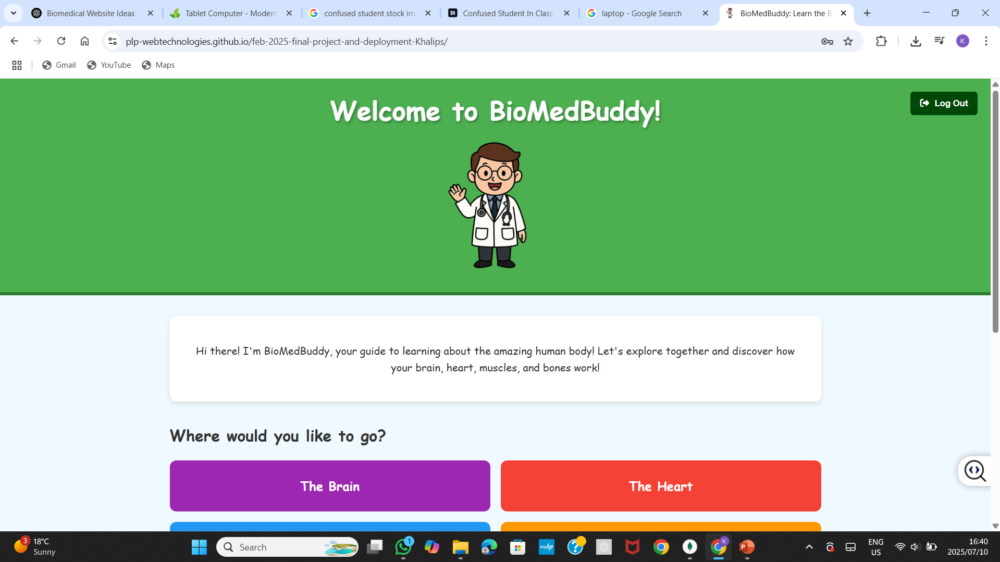 Biomedical Website Ideas
Tablet Computer - Modern
confused student stock im
St
Confused Student In Class
laptop - Google Search
BioMedBuddy: Learn the B
plp-webtechnologies.github.io/feb-2025-final-project-and-deployment-Khalips/
K
Gmail
YouTube
Maps
Welcome to BioMedBuddy!
Log Out
Hi there! I'm BioMedBuddy, your guide to learning about the amazing human body! Let's explore together and discover how
your brain, heart, muscles, and bones work!
Where would you like to go?
The Brain
The Heart
3
18°C
Sunny
Search
1
myhp
?
K
P
ENG
US
16:40
2025/07/10